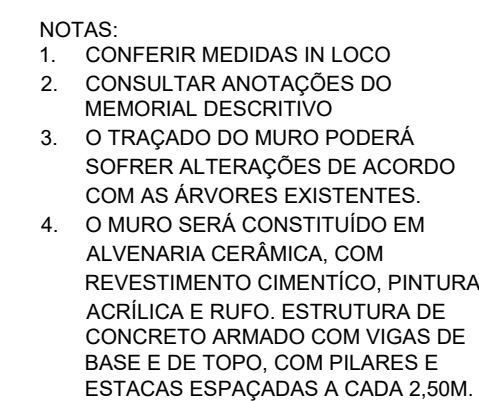 NOTAS:
1. CONFERIR MEDIDAS IN LOCO
2. CONSULTAR ANOTAÇÕES DO
MEMORIAL DESCRITIVO
3. O TRAÇADO DO MURO PODERÁ
SOFRER ALTERAÇÕES DE ACORDO
COM AS ÁRVORES EXISTENTES.
4. O MURO SERÁ CONSTITUÍDO EM
ALVENARIA CERÂMICA, COM
REVESTIMENTO CIMENTÍCO, PINTURA
ACRÍLICA E RUFO. ESTRUTURA DE
CONCRETO ARMADO COM VIGAS DE
BASE E DE TOPO, COM PILARES E
ESTACAS ESPAÇADAS A CADA 2,50M.